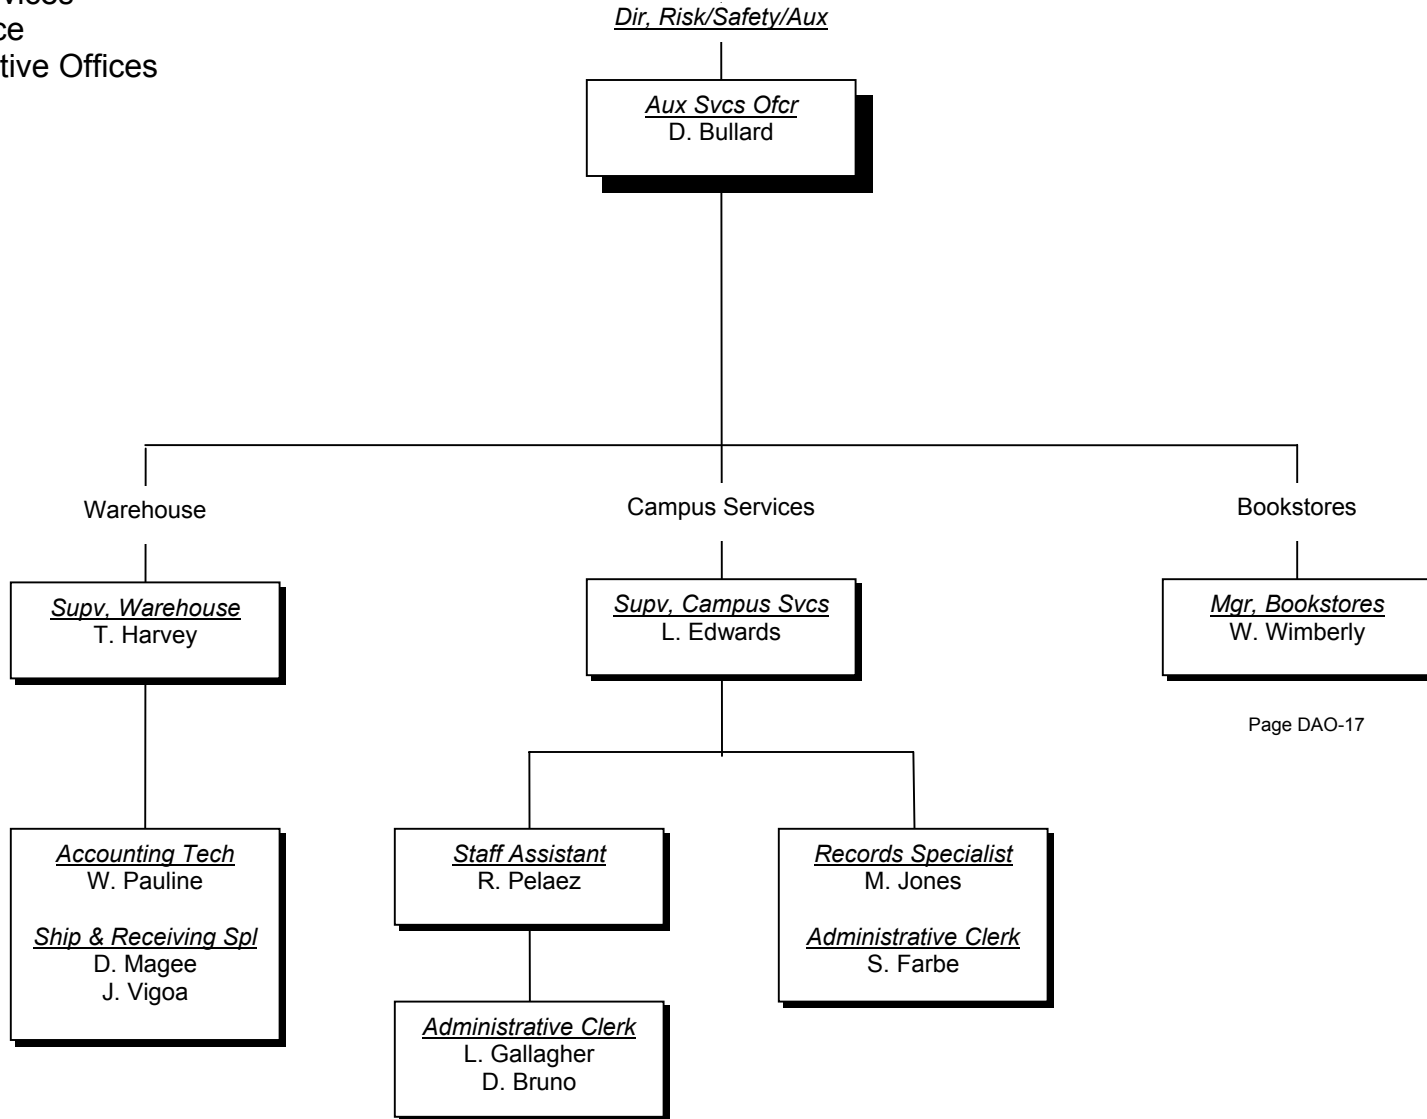 Dir, Risk/Safety/Aux
tive Offices
Aux Svcs Ofcr
D. Bullard
Warehouse
Campus Services
Bookstores
Supv, Warehouse
T. Harvey
Supv, Campus Svcs
L. Edwards
Mgr, Bookstores
W. Wimberly
Page DAO-17
Accounting Tech
W. Pauline
Ship & Receiving Spl
D. Magee
J. Vigoa
Staff Assistant
R. Pelaez
Administrative Clerk
L. Gallagher
D. Bruno
Records Specialist
M. Jones
Administrative Clerk
S. Farbe